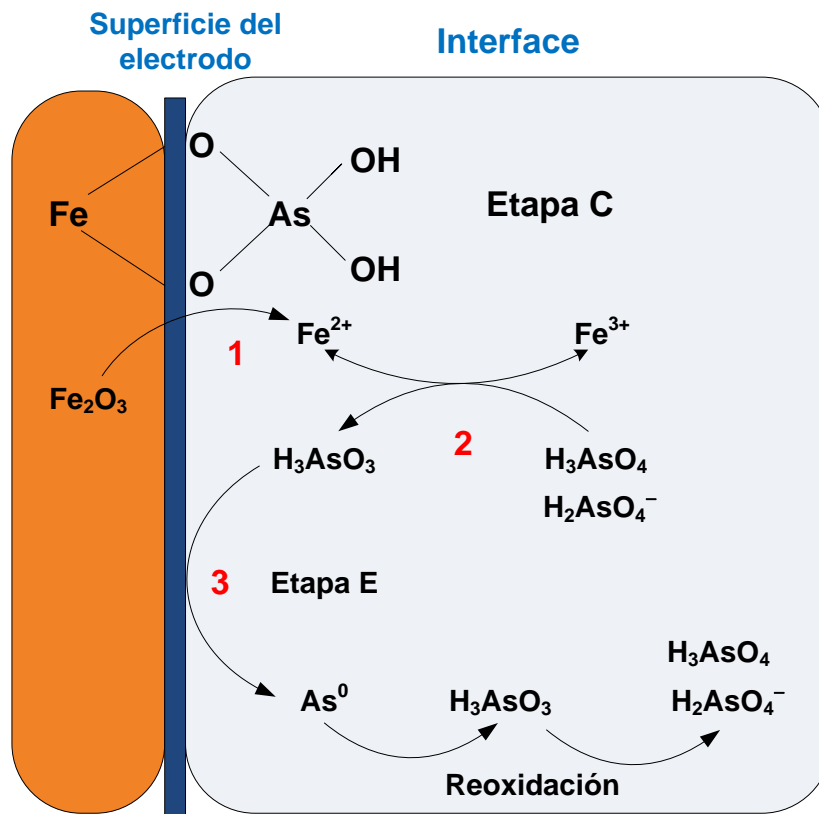 Superficie del
electrodo
Interface
O
OH
Fe
As
Etapa C
O
OH
Fe²⁺
Fe³⁺
1
Fe₂O₃
2
H₃AsO₃
H₃AsO₄
H₂AsO₄⁻
3
Etapa E
H₃AsO₄
As⁰
H₃AsO₃
H₂AsO₄⁻
Reoxidación